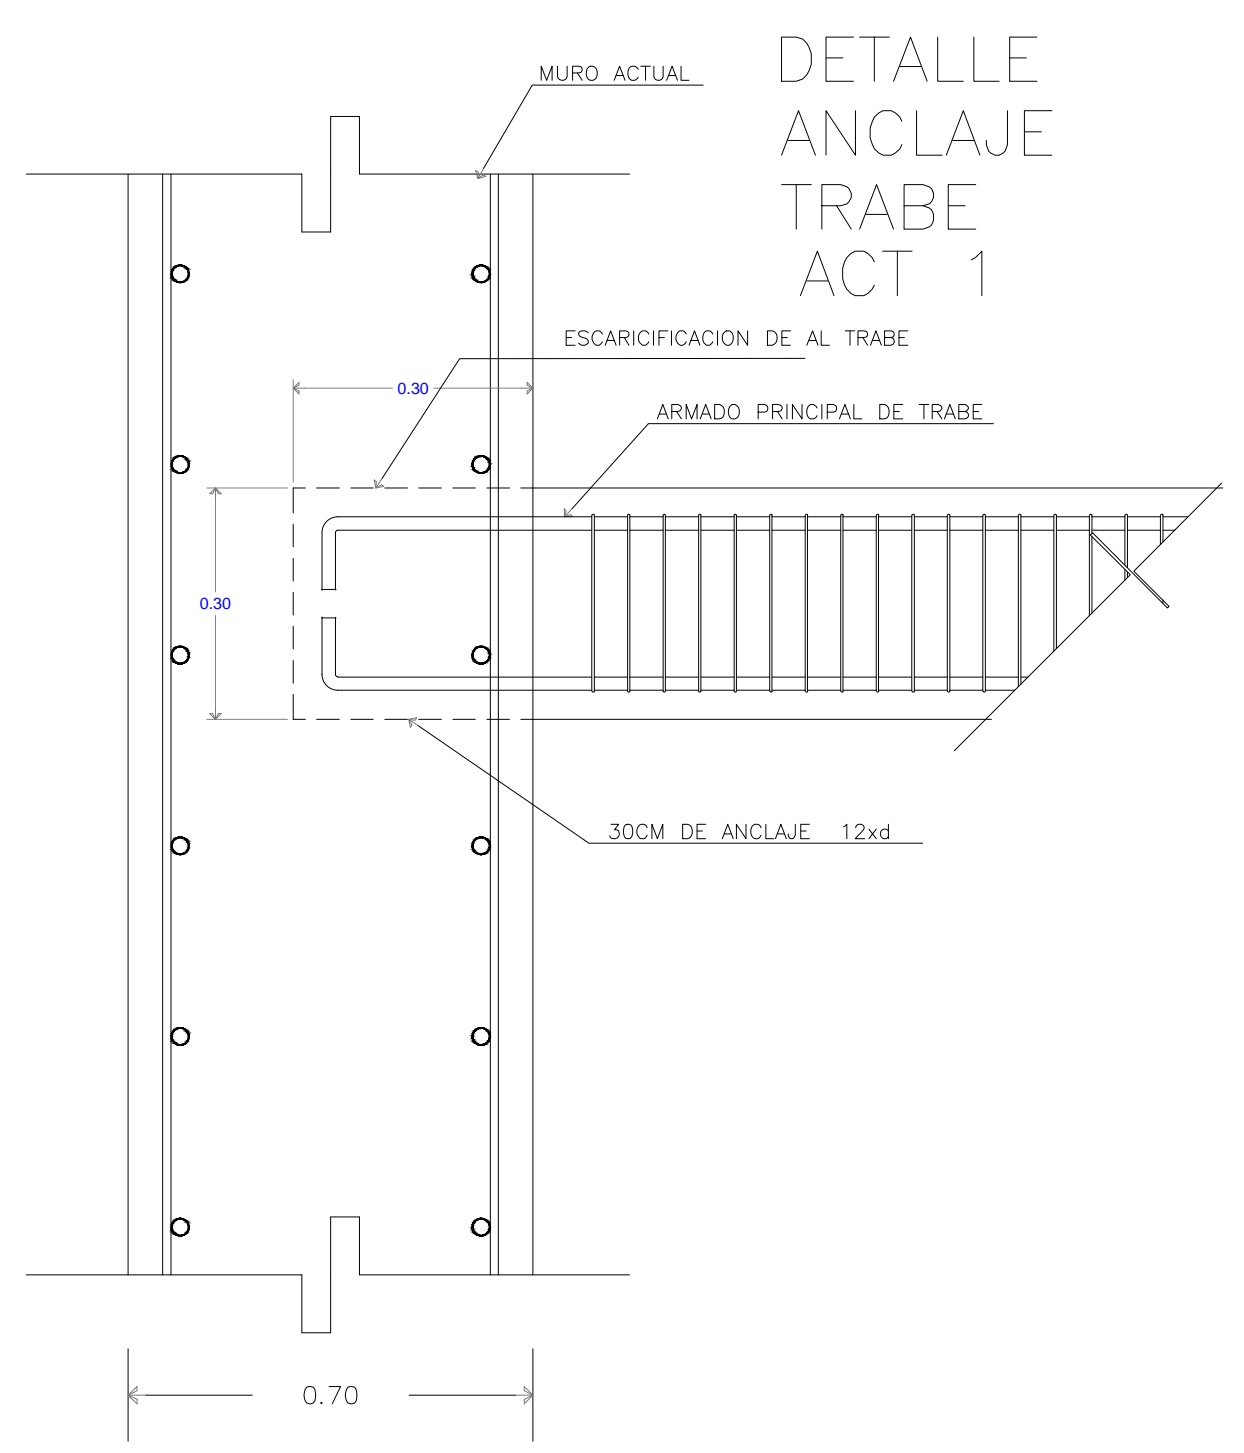 DETALLE
ANCLAJE
TRABE
ACT 1
MURO ACTUAL
ESCARICIFICACION DE AL TRABE
0.30
ARMADO PRINCIPAL DE TRABE
0.30
30CM DE ANCLAJE 12xd
0.70